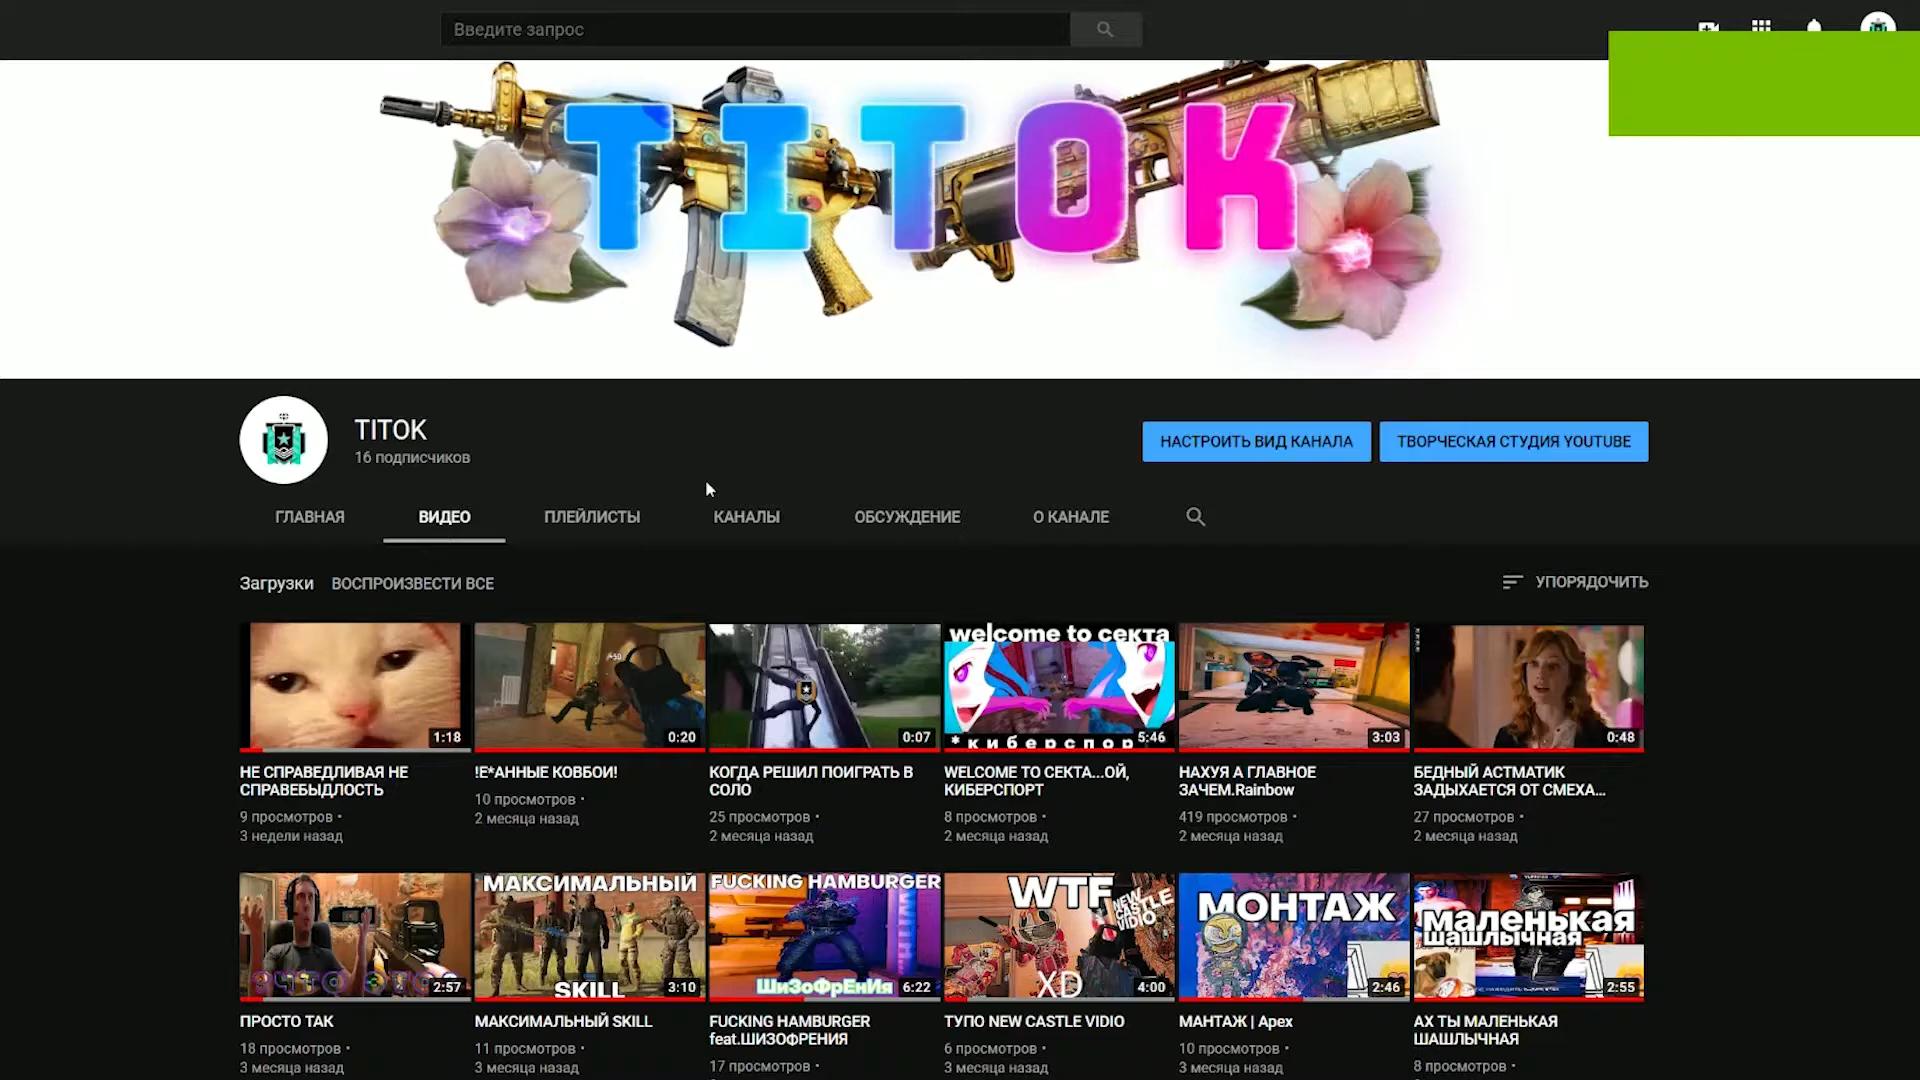 Введите запрос
TITOK
TITOK
16 подписчиков
НАСТРОИТЬ ВИД КАНАЛА
ТВОРЧЕСКАЯ СТУДИЯ YOUTUBE
ГЛАВНАЯ
ВИДЕО
ПЛЕЙЛИСТЫ
КАНАЛЫ
ОБСУЖДЕНИЕ
О КАНАЛЕ
Загрузки
ВОСПРОИЗВЕСТИ ВСЕ
УПОРЯДОЧИТЬ
1:18
+50
0:20
0:07
welcome to секта
*киберспор
5:46
3:03
0:48
НЕ СПРАВЕДЛИВАЯ НЕ
СПРАВЕБЫДЛОСТЬ
9 просмотров •
3 недели назад
!Е*АННЫЕ КОВБОИ!
10 просмотров •
2 месяца назад
КОГДА РЕШИЛ ПОИГРАТЬ В
СОЛО
25 просмотров •
2 месяца назад
WELCOME TO СЕКТА...ОЙ,
КИБЕРСПОРТ
8 просмотров •
2 месяца назад
НАХУЯ А ГЛАВНОЕ
ЗАЧЕМ.Rainbow
419 просмотров •
2 месяца назад
БЕДНЫЙ АСТМАТИК
ЗАДЫХАЕТСЯ ОТ СМЕХА...
27 просмотров •
2 месяца назад
2:57
МАКСИМАЛЬНЫЙ
SKILL
3:10
FUCKING HAMBURGER
ШиЗоФрЕнИя
6:22
WTF
NEW
CASTLE
VIDIO
XD
4:00
МОНТАЖ
2:46
маленькая
шашлычная
2:55
ПРОСТО ТАК
18 просмотров •
3 месяца назад
МАКСИМАЛЬНЫЙ SKILL
11 просмотров •
3 месяца назад
FUCKING HAMBURGER
feat.ШИЗОФРЕНИЯ
17 просмотров •
ТУПО NEW CASTLE VIDIO
6 просмотров •
3 месяца назад
МАНТАЖ | Apex
10 просмотров •
3 месяца назад
АХ ТЫ МАЛЕНЬКАЯ
ШАШЛЫЧНАЯ
8 просмотров •